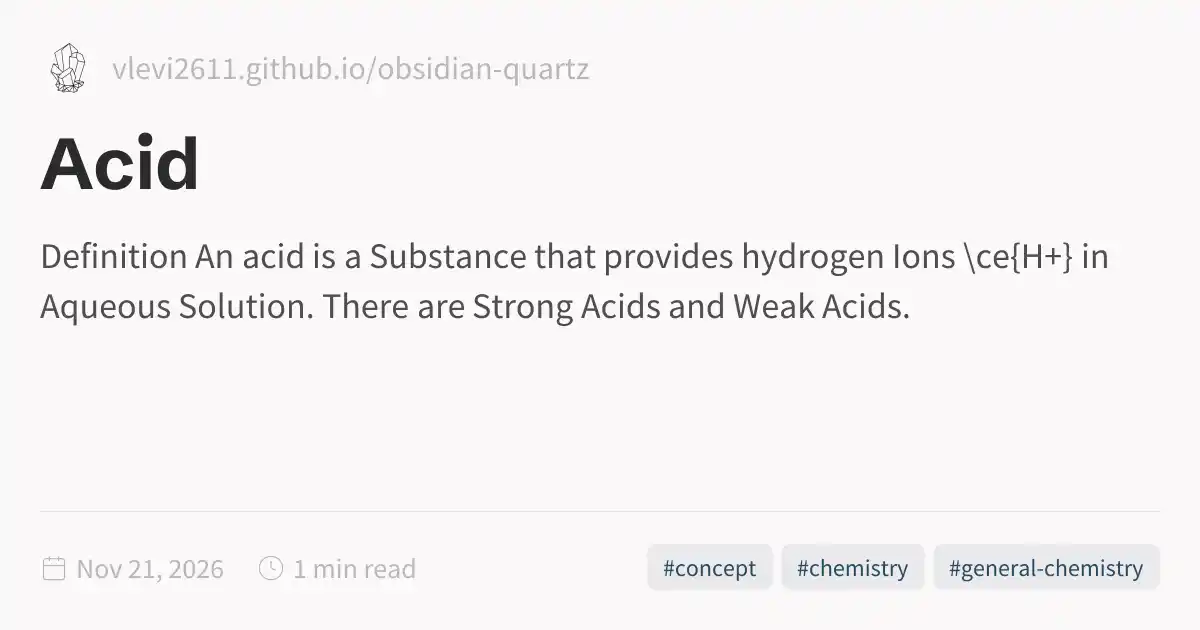 vlevi2611.github.io/obsidian-quartz
Acid
Definition An acid is a Substance that provides hydrogen Ions \ce{H+} in
Aqueous Solution. There are Strong Acids and Weak Acids.
Nov 21, 2026 1 min read #concept #chemistry #general-chemistry